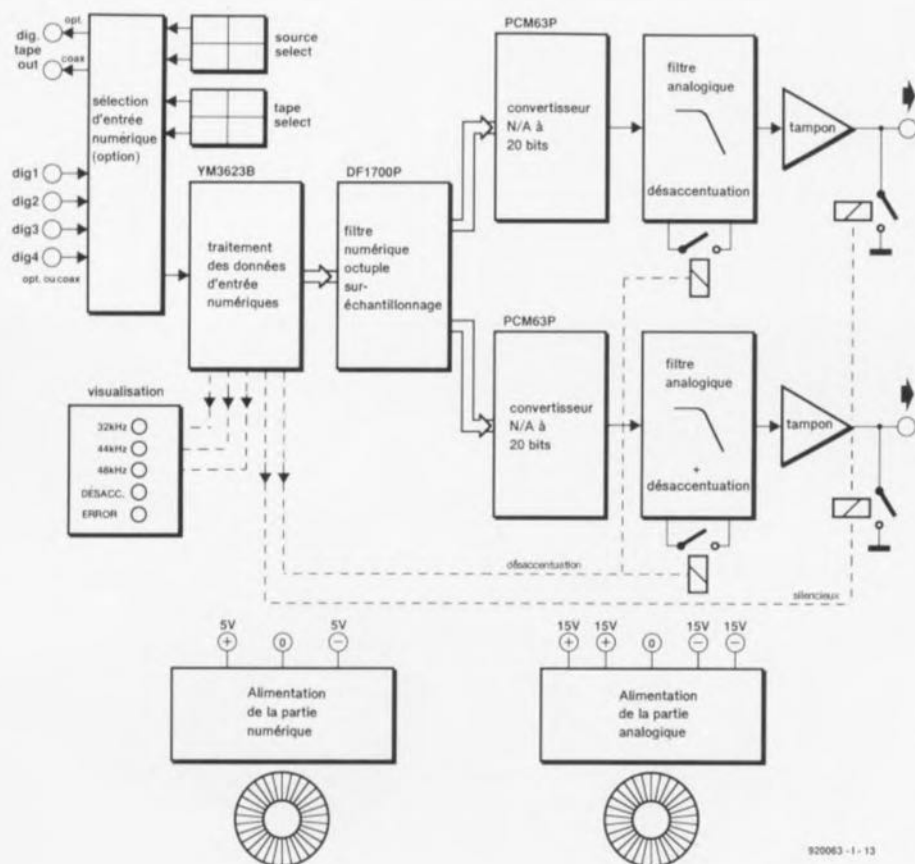 opt.
dig.
tape
out
coax
sélection
d'entrée
numérique
(option)
source
select
tape
select
dig1
dig2
dig3
dig4
opt. ou coax
YM3623B
traitement
des données
d'entrée
numériques
DF1700P
filtre
numérique
octuple
sur-
échantillonnage
PCM63P
convertisseur
N/A à
20 bits
filtre
analogique
désaccentuation
tampon
PCM63P
convertisseur
N/A à
20 bits
filtre
analogique
+
désaccentuation
tampon
visualisation
32kHz
44kHz
48kHz
DÉSACC.
ERROR
désaccentuation
silencieux
5V
+
0
5V
−
Alimentation
de la partie
numérique
15V 15V
+ +
0
15V 15V
− −
Alimentation
de la partie
analogique
920063 - I - 13